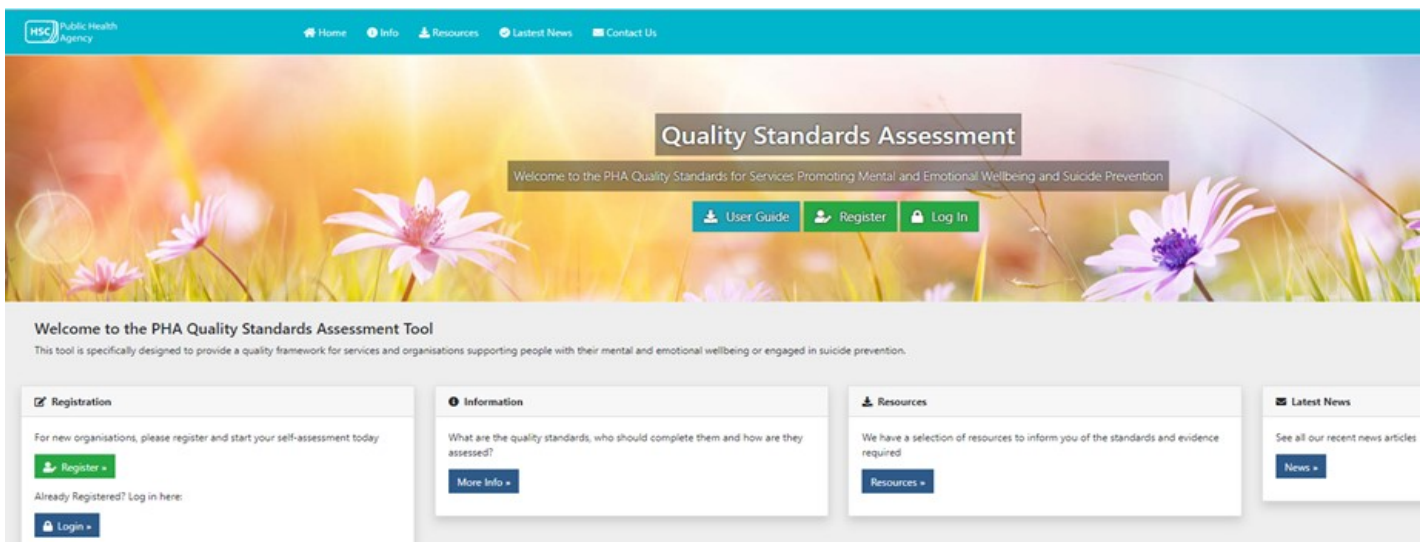 HSC Public Health
Agency
Home Info Resources Lastest News Contact Us
Quality Standards Assessment
Welcome to the PHA Quality Standards for Services Promoting Mental and Emotional Wellbeing and Suicide Prevention
User Guide Register Log In
Welcome to the PHA Quality Standards Assessment Tool
This tool is specifically designed to provide a quality framework for services and organisations supporting people with their mental and emotional wellbeing or engaged in suicide prevention.
Registration
For new organisations, please register and start your self-assessment today
Register »
Already Registered? Log in here:
Login »
Information
What are the quality standards, who should complete them and how are they
assessed?
More Info »
Resources
We have a selection of resources to inform you of the standards and evidence
required
Resources »
Latest News
See all our recent news articles
News »